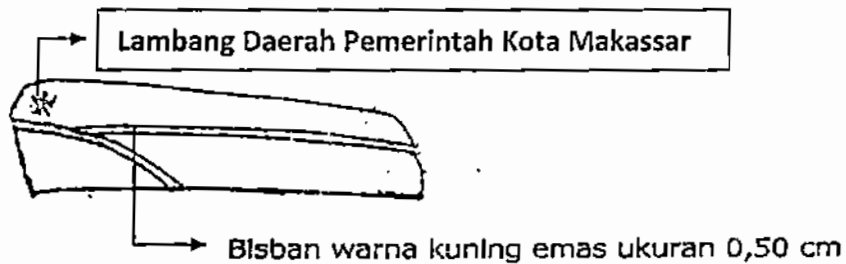 Lambang Daerah Pemerintah Kota Makassar
Bisban warna kuning emas ukuran 0,50 cm